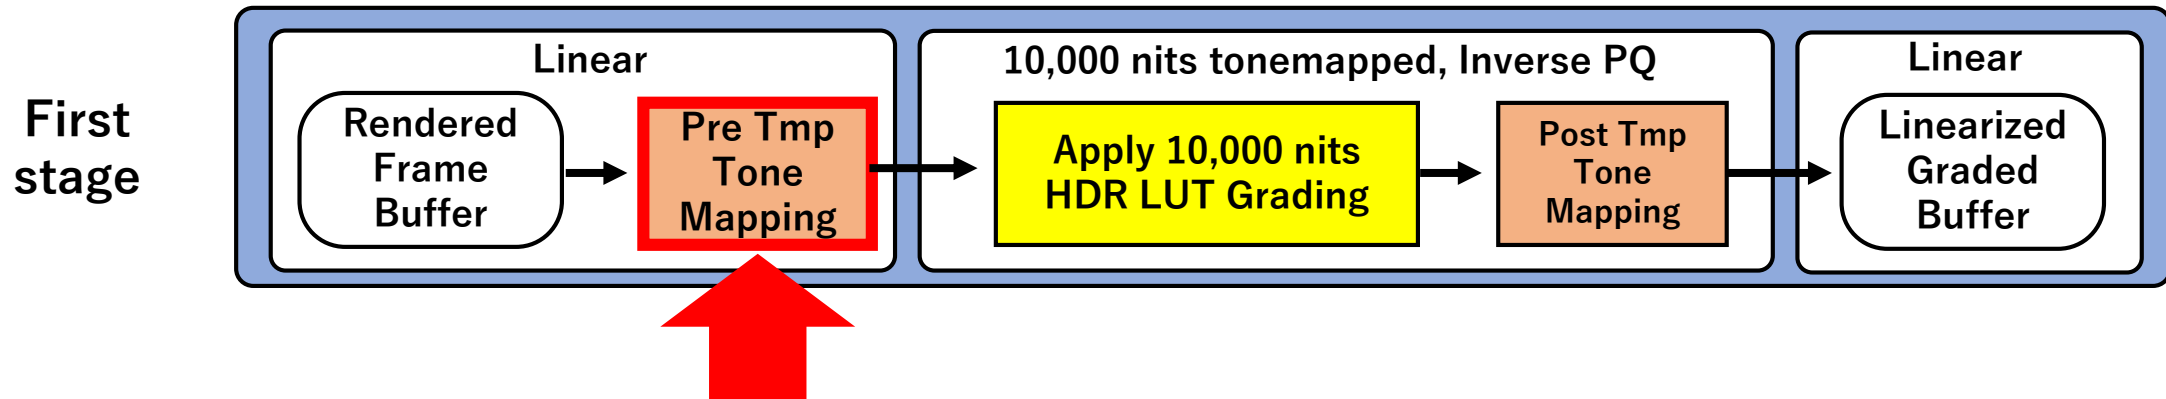 First
stage
Linear
Rendered
Frame
Buffer
Pre Tmp
Tone
Mapping
10,000 nits tonemapped, Inverse PQ
Apply 10,000 nits
HDR LUT Grading
Post Tmp
Tone
Mapping
Linear
Linearized
Graded
Buffer